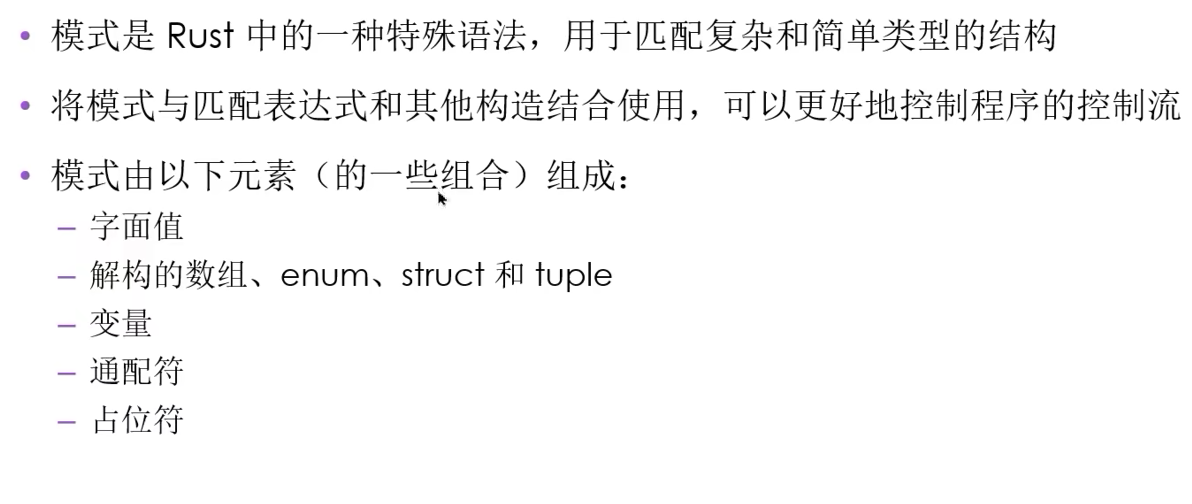 • 模式是 Rust 中的一种特殊语法，用于匹配复杂和简单类型的结构
• 将模式与匹配表达式和其他构造结合使用，可以更好地控制程序的控制流
• 模式由以下元素（的一些组合）组成：
– 字面值
– 解构的数组、enum、struct 和 tuple
– 变量
– 通配符
– 占位符